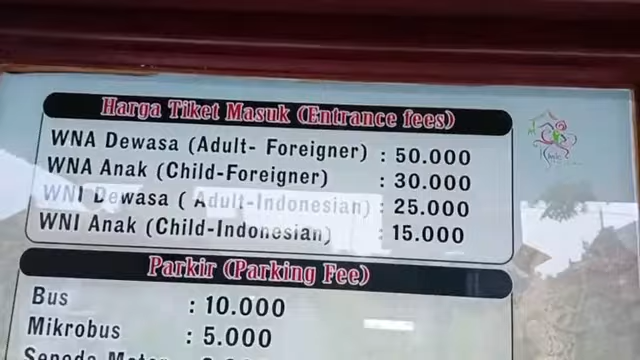 Harga Tiket Masuk (Entrance fees)
WNA Dewasa (Adult- Foreigner) : 50.000
WNA Anak (Child-Foreigner) : 30.000
WNI Dewasa ( Adult-Indonesian) : 25.000
WNI Anak (Child-Indonesian) : 15.000
Parkir (Parking Fee)
Bus : 10.000
Mikrobus : 5.000
Sepeda Motor